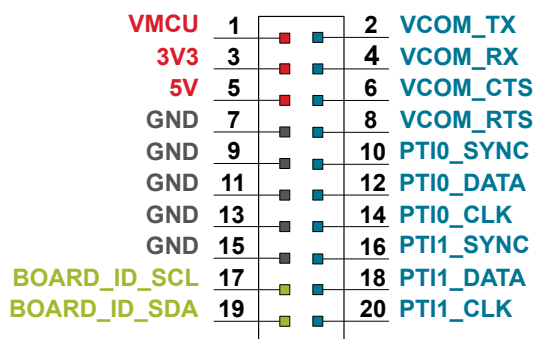 VMCU 1 2 VCOM_TX
3V3 3 4 VCOM_RX
5V 5 6 VCOM_CTS
GND 7 8 VCOM_RTS
GND 9 10 PTI0_SYNC
GND 11 12 PTI0_DATA
GND 13 14 PTI0_CLK
GND 15 16 PTI1_SYNC
BOARD_ID_SCL 17 18 PTI1_DATA
BOARD_ID_SDA 19 20 PTI1_CLK